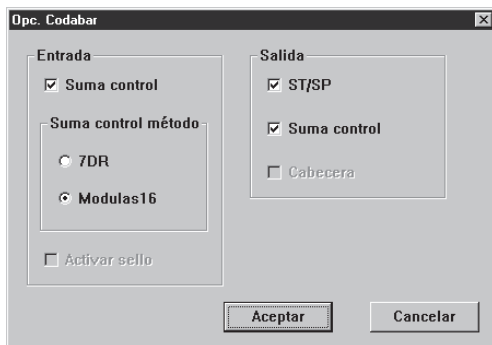 Opc. Codabar
Entrada
Suma control
Suma control método
7DR
Modulas16
Activar sello
Salida
ST/SP
Suma control
Cabecera
Aceptar
Cancelar